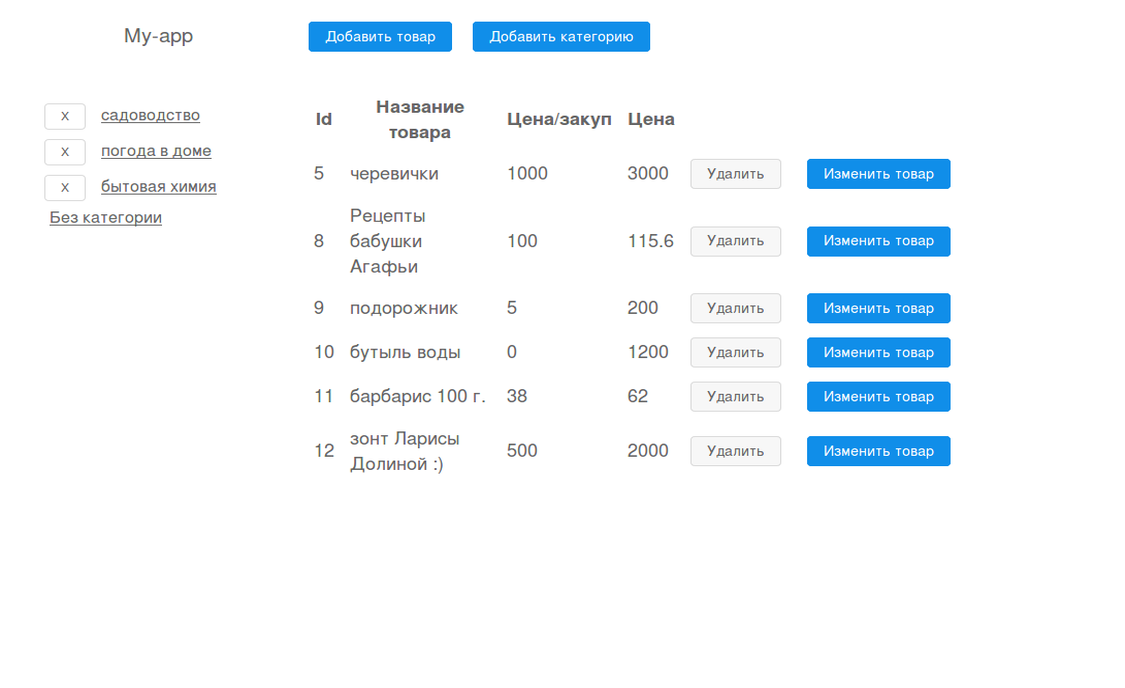 My-app
Добавить товар
Добавить категорию
X садоводство
X погода в доме
X бытовая химия
Без категории
Id Название товара Цена/закуп Цена
5 черевички 1000 3000 Удалить Изменить товар
8 Рецепты бабушки Агафьи 100 115.6 Удалить Изменить товар
9 подорожник 5 200 Удалить Изменить товар
10 бутыль воды 0 1200 Удалить Изменить товар
11 барбарис 100 г. 38 62 Удалить Изменить товар
12 зонт Ларисы Долиной :) 500 2000 Удалить Изменить товар